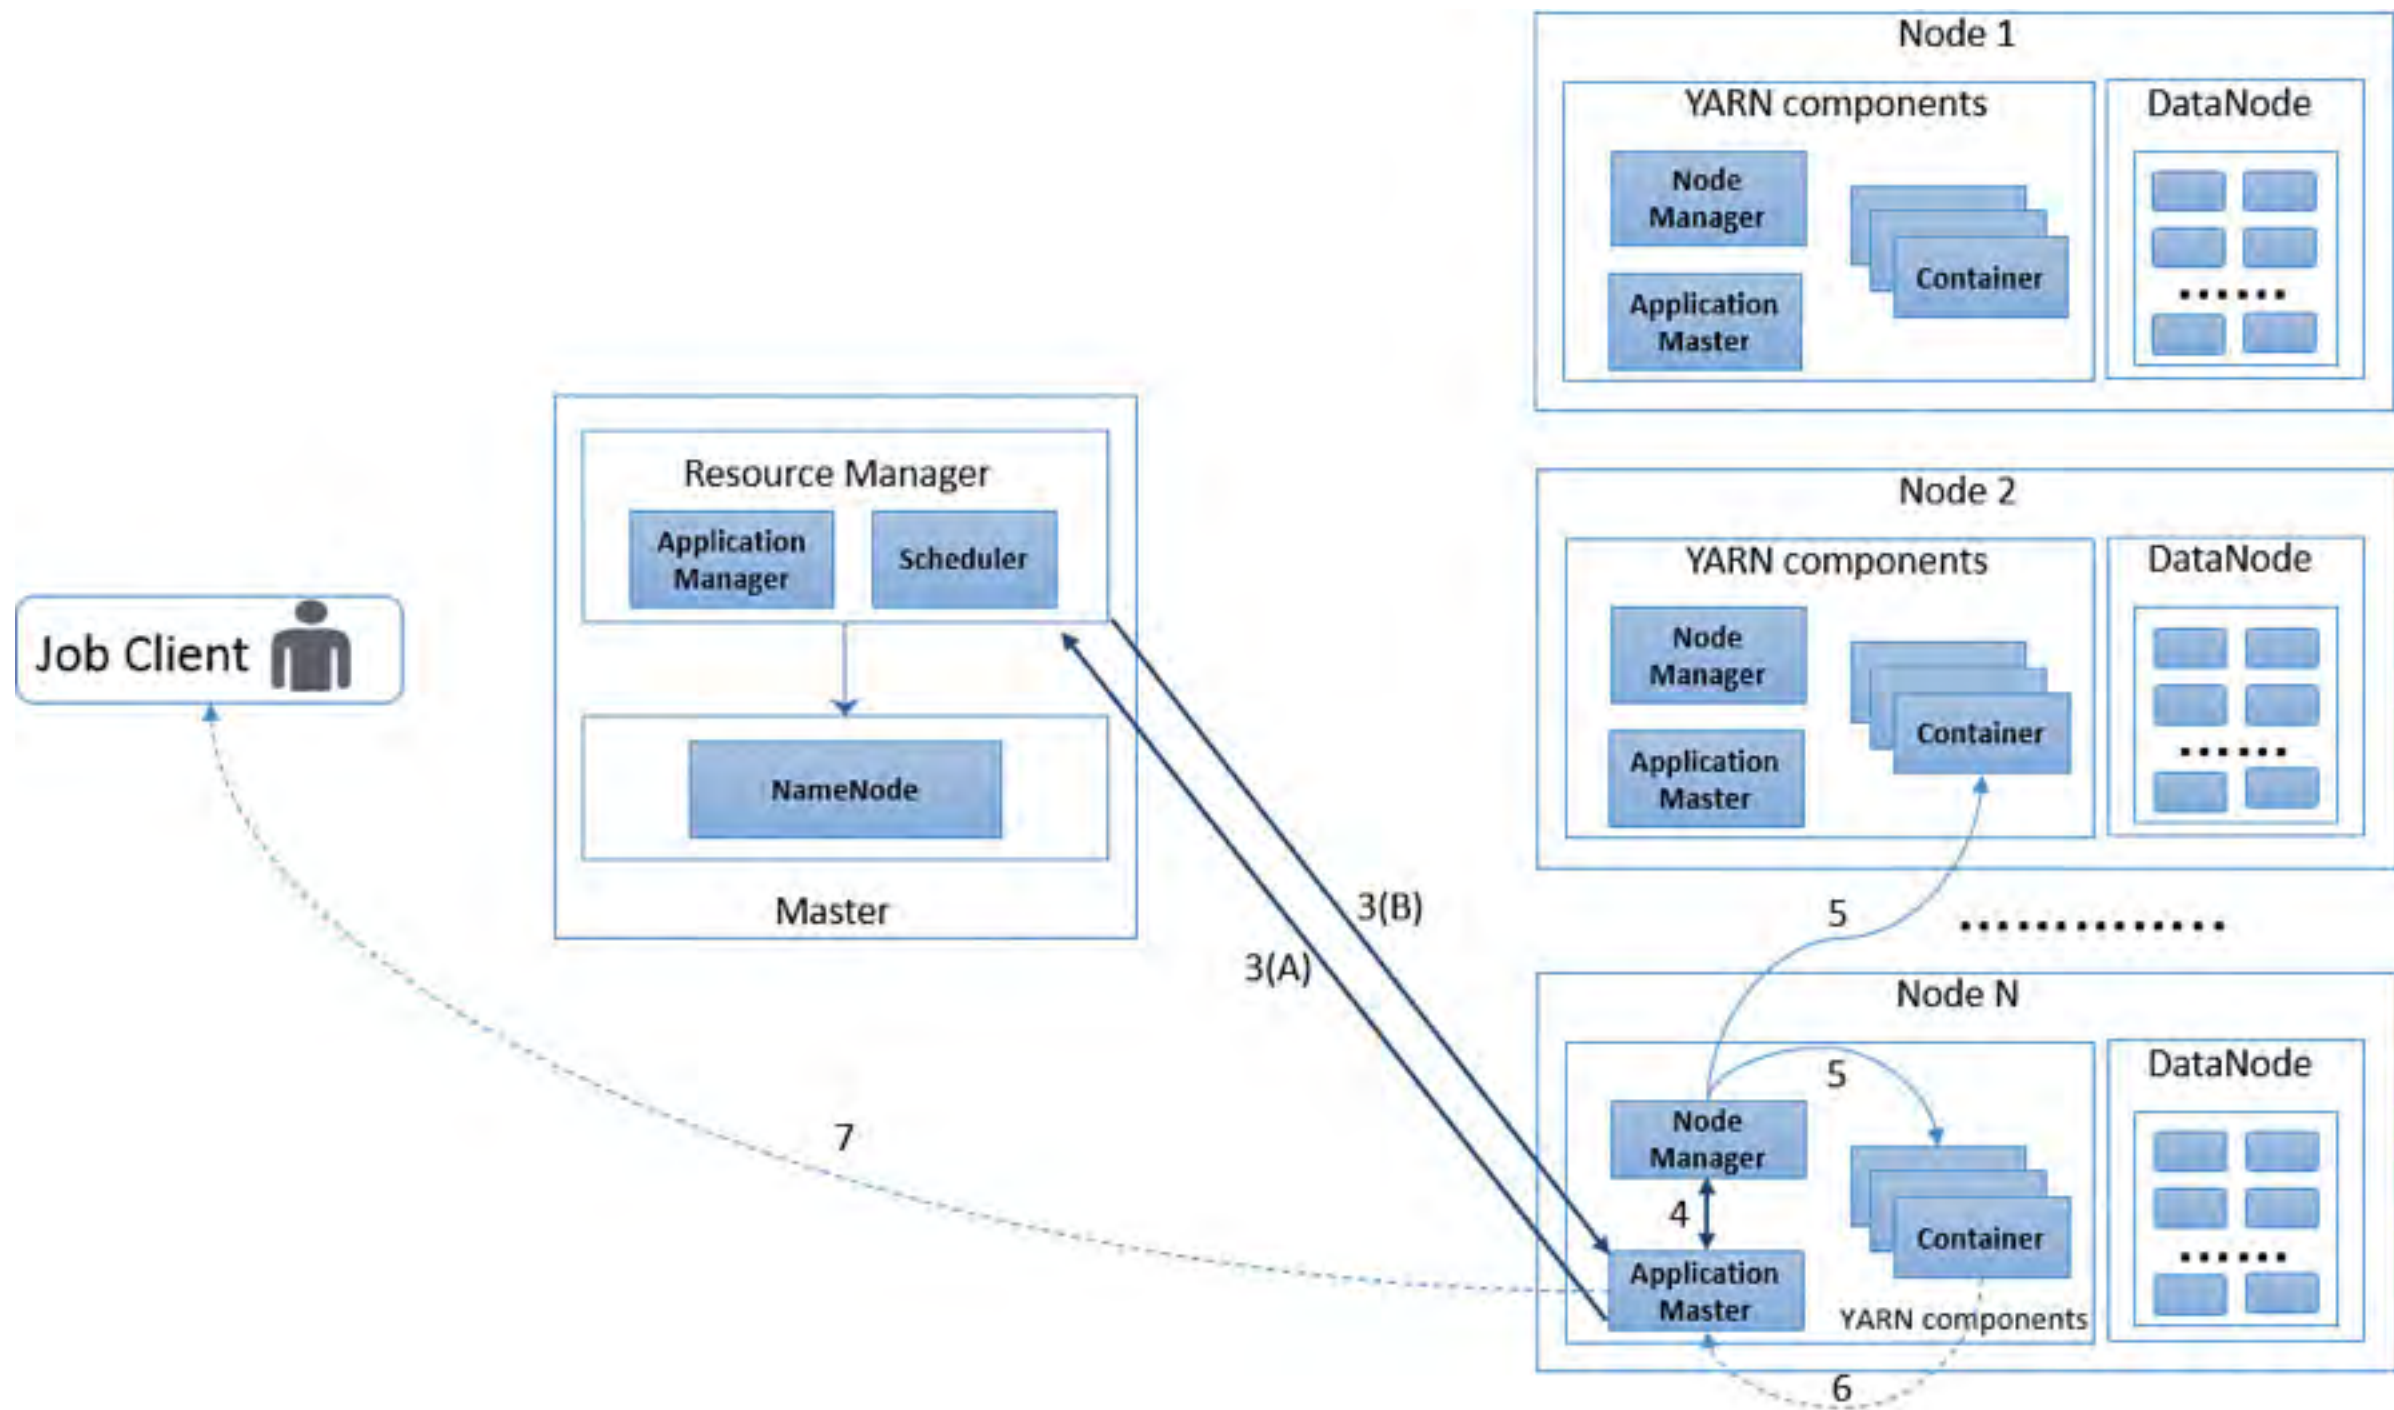 Node 1
YARN components
DataNode
Node
Manager
Container
Application
Master
Resource Manager
Application
Manager
Scheduler
Job Client
NameNode
Master
Node 2
YARN components
DataNode
Node
Manager
Container
Application
Master
3(B)
3(A)
5
Node N
5
DataNode
Node
Manager
4
Container
Application
Master
YARN components
7
6